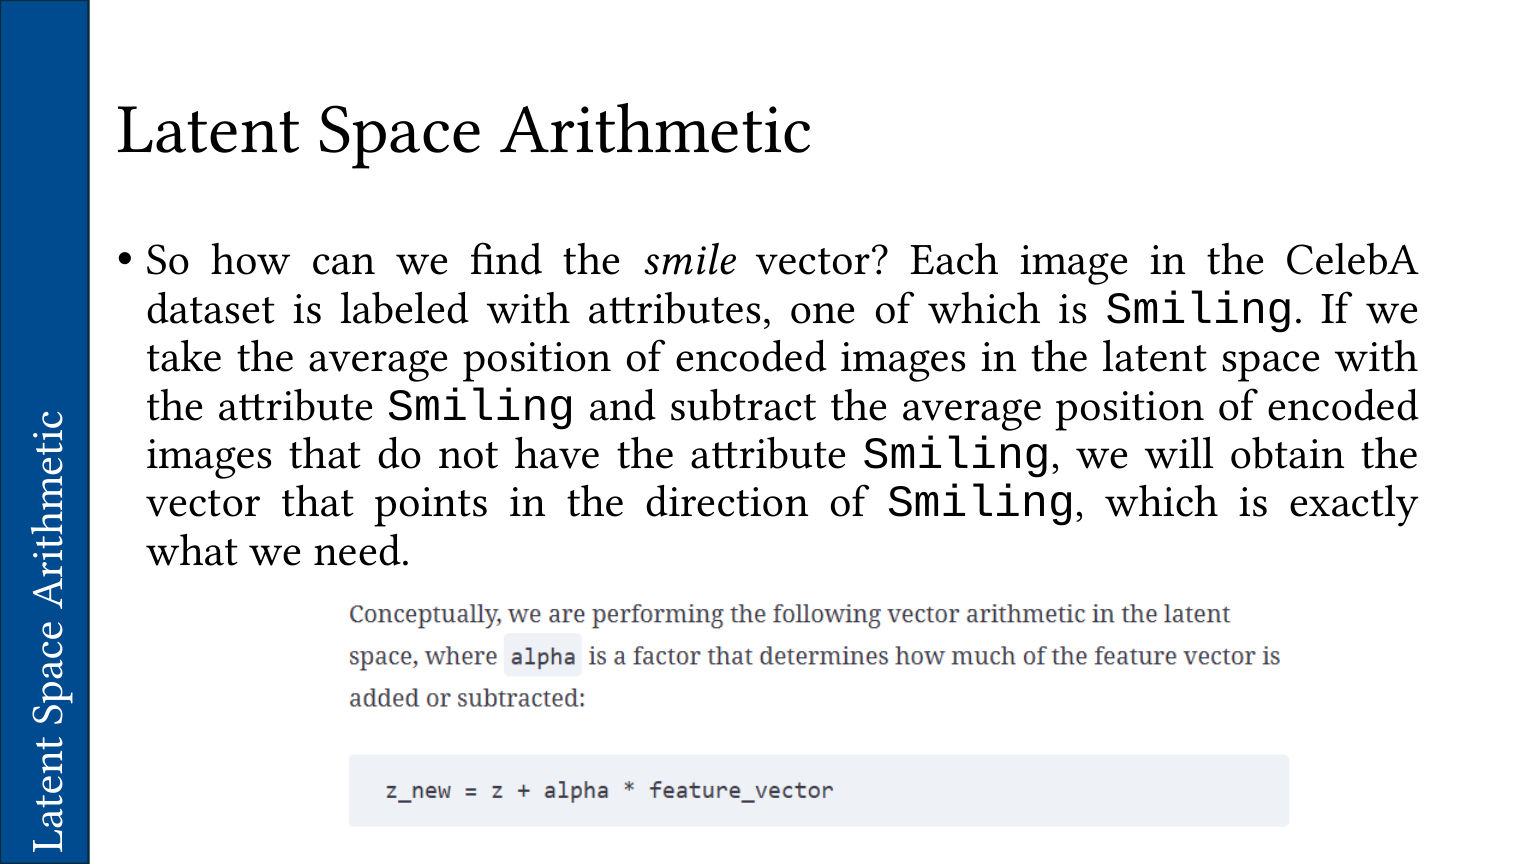 Latent Space Arithmetic
Latent Space Arithmetic
• So how can we find the smile vector? Each image in the CelebA
dataset is labeled with attributes, one of which is Smiling. If we
take the average position of encoded images in the latent space with
the attribute Smiling and subtract the average position of encoded
images that do not have the attribute Smiling, we will obtain the
vector that points in the direction of Smiling, which is exactly
what we need.
Conceptually, we are performing the following vector arithmetic in the latent
space, where alpha is a factor that determines how much of the feature vector is
added or subtracted:
z_new = z + alpha * feature_vector